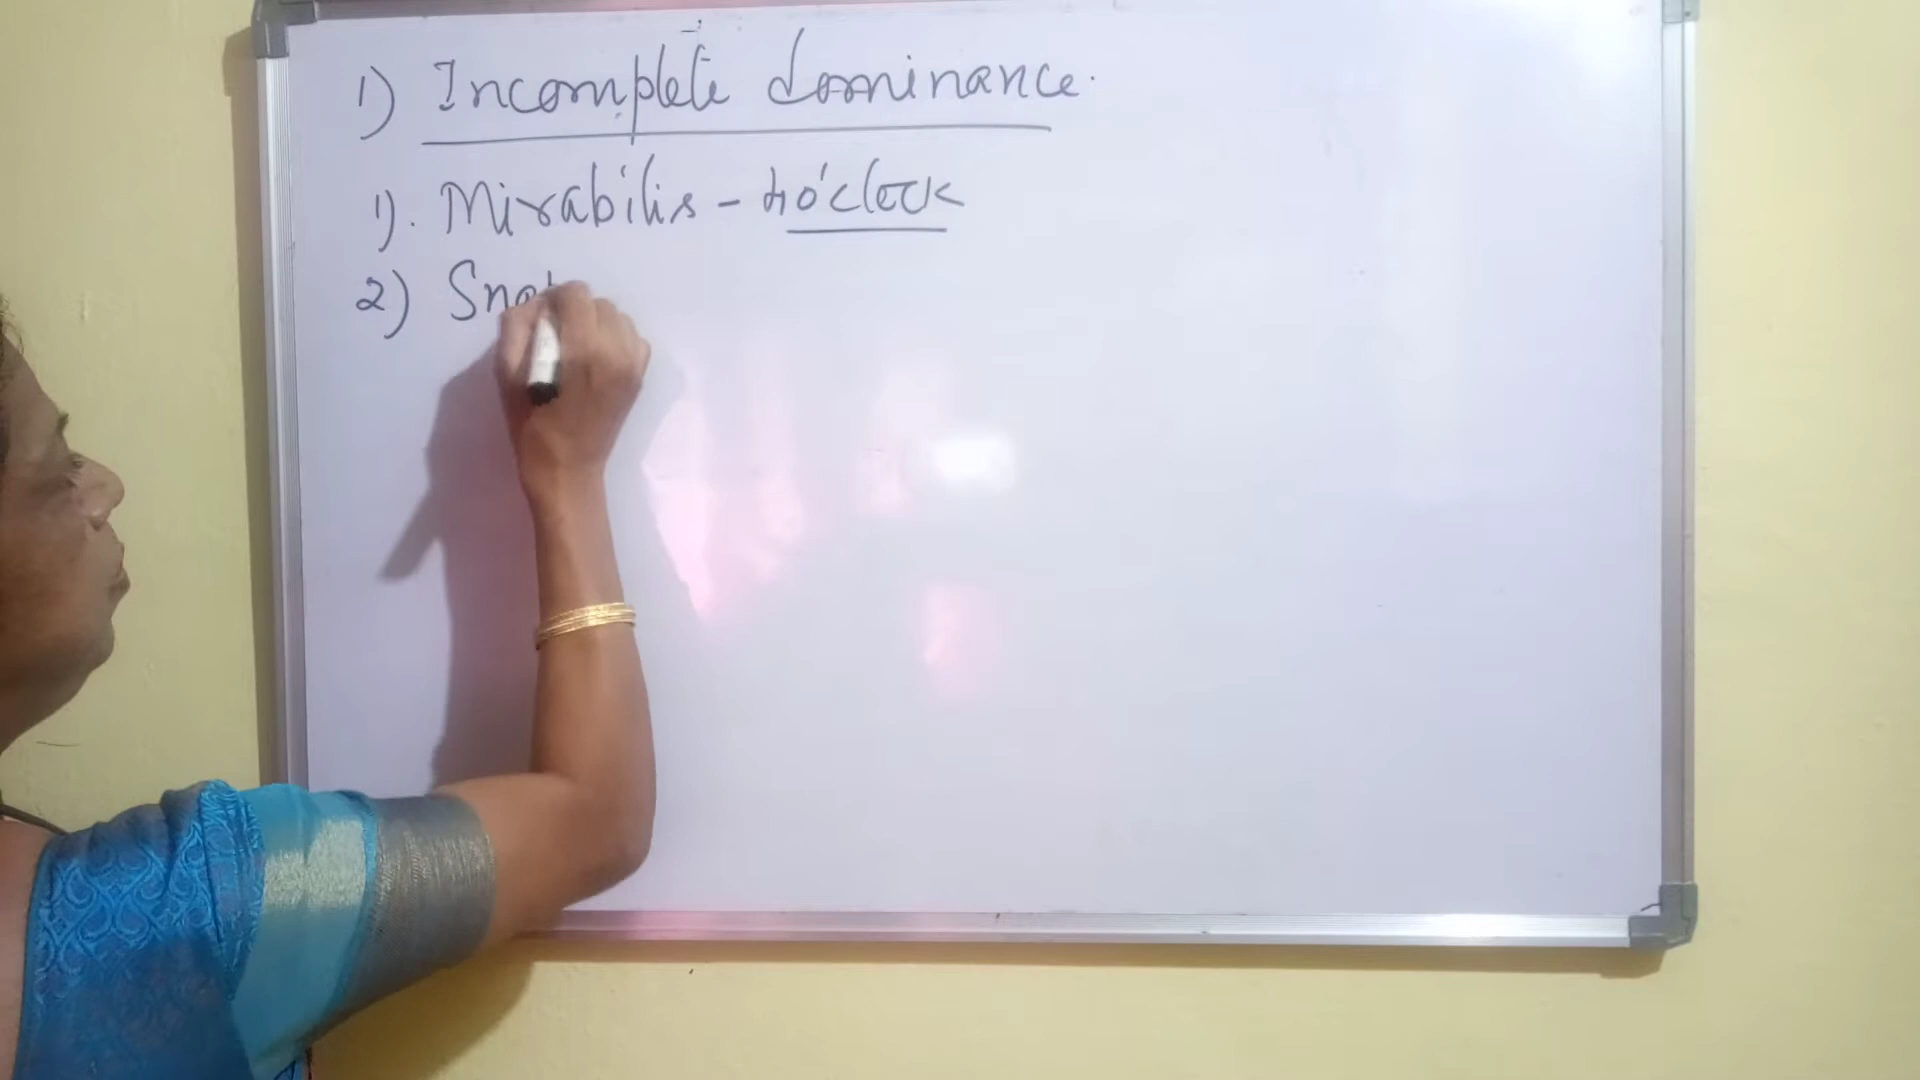 1) Incomplete dominance.
1). Mirabilis - 4o'clock
2) Sna